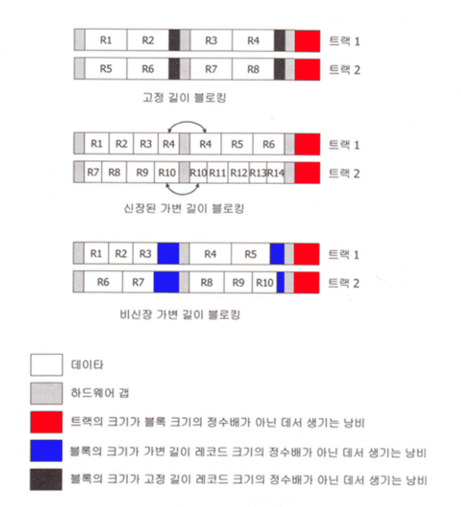 R1 R2 R3 R4 트랙 1
R5 R6 R7 R8 트랙 2
고정 길이 블로킹
R1 R2 R3 R4 R4 R5 R6 트랙 1
R7 R8 R9 R10 R10 R11 R12 R13 R14 트랙 2
신장된 가변 길이 블로킹
R1 R2 R3 R4 R5 트랙 1
R6 R7 R8 R9 R10 트랙 2
비신장 가변 길이 블로킹
데이타
하드웨어 갭
트랙의 크기가 블록 크기의 정수배가 아닌 데서 생기는 낭비
블록의 크기가 가변 길이 레코드 크기의 정수배가 아닌 데서 생기는 낭비
블록의 크기가 고정 길이 레코드 크기의 정수배가 아닌 데서 생기는 낭비